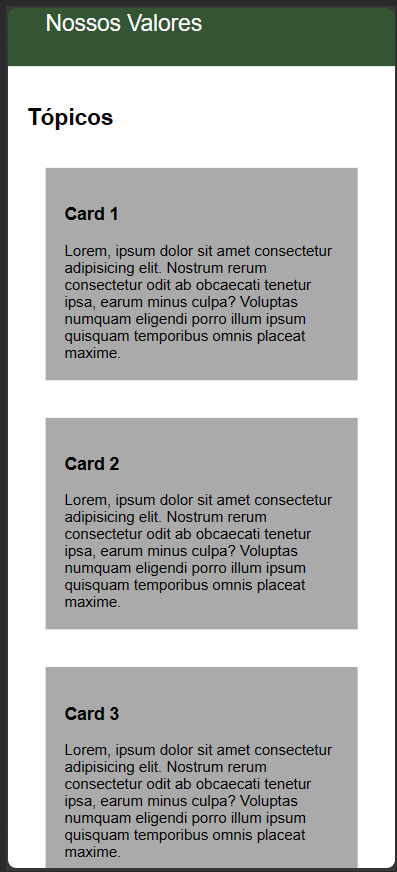 Nossos Valores
Tópicos
Card 1
Lorem, ipsum dolor sit amet consectetur
adipisicing elit. Nostrum rerum
consectetur odit ab obcaecati tenetur
ipsa, earum minus culpa? Voluptas
numquam eligendi porro illum ipsum
quisquam temporibus omnis placeat
maxime.
Card 2
Lorem, ipsum dolor sit amet consectetur
adipisicing elit. Nostrum rerum
consectetur odit ab obcaecati tenetur
ipsa, earum minus culpa? Voluptas
numquam eligendi porro illum ipsum
quisquam temporibus omnis placeat
maxime.
Card 3
Lorem, ipsum dolor sit amet consectetur
adipisicing elit. Nostrum rerum
consectetur odit ab obcaecati tenetur
ipsa, earum minus culpa? Voluptas
numquam eligendi porro illum ipsum
quisquam temporibus omnis placeat
maxime.